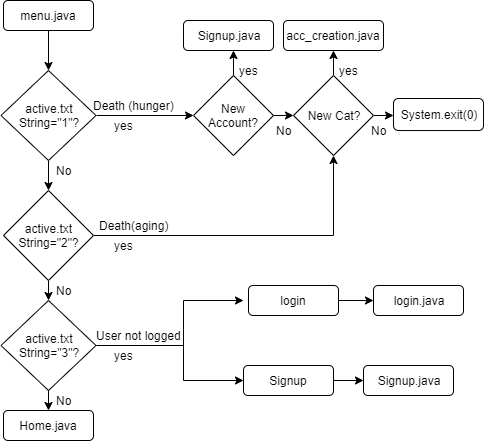 menu.java
Signup.java
acc_creation.java
yes
yes
active.txt
String="1"?
Death (hunger)
yes
New
Account?
No
New Cat?
No
System.exit(0)
No
active.txt
String="2"?
Death(aging)
yes
No
active.txt
String="3"?
User not logged
yes
login
login.java
Signup
Signup.java
No
Home.java